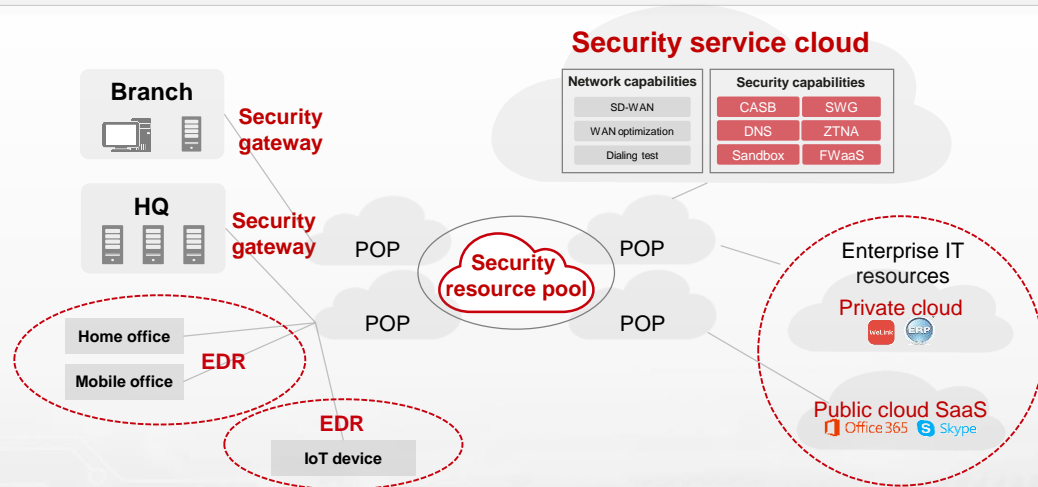 Security service cloud
Network capabilities
SD-WAN
WAN optimization
Dialing test
Security capabilities
CASB
SWG
DNS
ZTNA
Sandbox
FWaaS
Branch
Security
gateway
HQ
Security
gateway
POP
POP
Security
resource pool
POP
POP
Home office
Mobile office
EDR
EDR
IoT device
Enterprise IT
resources
Private cloud
WeLink
ERP
Public cloud SaaS
Office 365
Skype